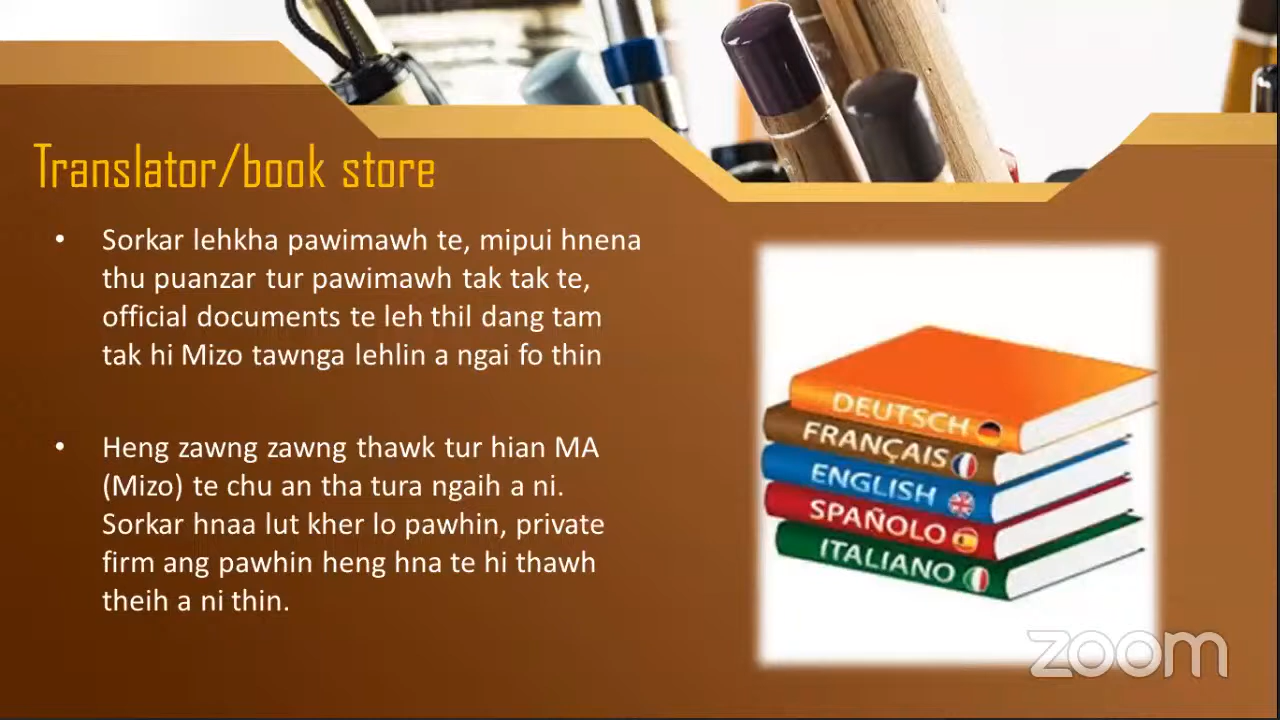 Translator/book store
• Sorkar lehkha pawimawh te, mipui hnena
thu puanzar tur pawimawh tak tak te,
official documents te leh thil dang tam
tak hi Mizo tawnga lehlin a ngai fo thin
• Heng zawng zawng thawk tur hian MA
(Mizo) te chu an tha tura ngaih a ni.
Sorkar hnaa lut kher lo pawhin, private
firm ang pawhin heng hna te hi thawh
theih a ni thin.
DEUTSCH
FRANÇAIS
ENGLISH
SPAÑOLO
ITALIANO
zoom